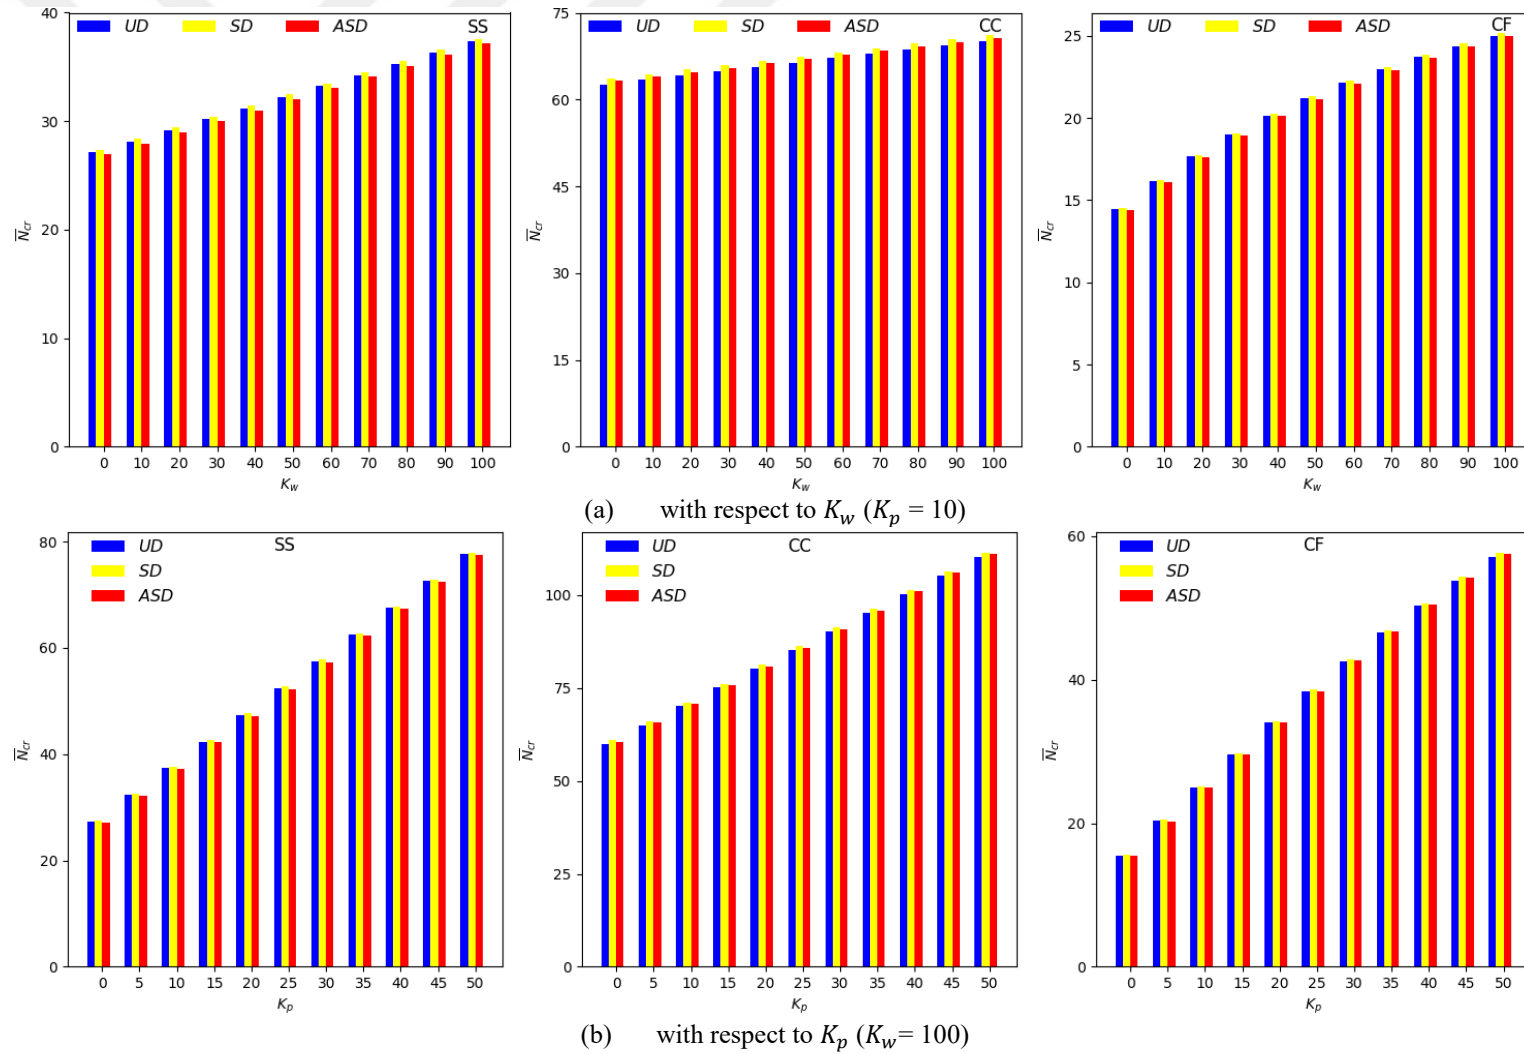 UD SD ASD SS
40
30
20
10
0
N̅cr
0 10 20 30 40 50 60 70 80 90 100
Kw
UD SD ASD CC
75
60
45
30
15
0
N̅cr
0 10 20 30 40 50 60 70 80 90 100
Kw
UD SD ASD CF
25
20
15
10
5
0
N̅cr
0 10 20 30 40 50 60 70 80 90 100
Kw
(a) with respect to Kw (Kp = 10)
UD SS
SD
ASD
80
60
40
20
0
N̅cr
0 5 10 15 20 25 30 35 40 45 50
Kp
UD CC
SD
ASD
100
75
50
25
0
N̅cr
0 5 10 15 20 25 30 35 40 45 50
Kp
UD CF
SD
ASD
60
40
20
0
N̅cr
0 5 10 15 20 25 30 35 40 45 50
Kp
(b) with respect to Kp (Kw= 100)